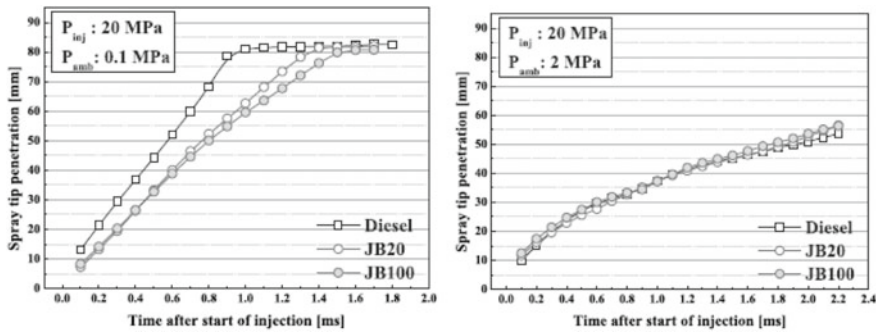 P_inj : 20 MPa
P_amb : 0.1 MPa
Spray tip penetration [mm]
90
80
70
60
50
40
30
20
10
0
Diesel
JB20
JB100
0.0 0.2 0.4 0.6 0.8 1.0 1.2 1.4 1.6 1.8 2.0
Time after start of injection [ms]
P_inj : 20 MPa
P_amb : 2 MPa
Spray tip penetration [mm]
90
80
70
60
50
40
30
20
10
0
Diesel
JB20
JB100
0.0 0.2 0.4 0.6 0.8 1.0 1.2 1.4 1.6 1.8 2.0 2.2 2.4
Time after start of injection [ms]